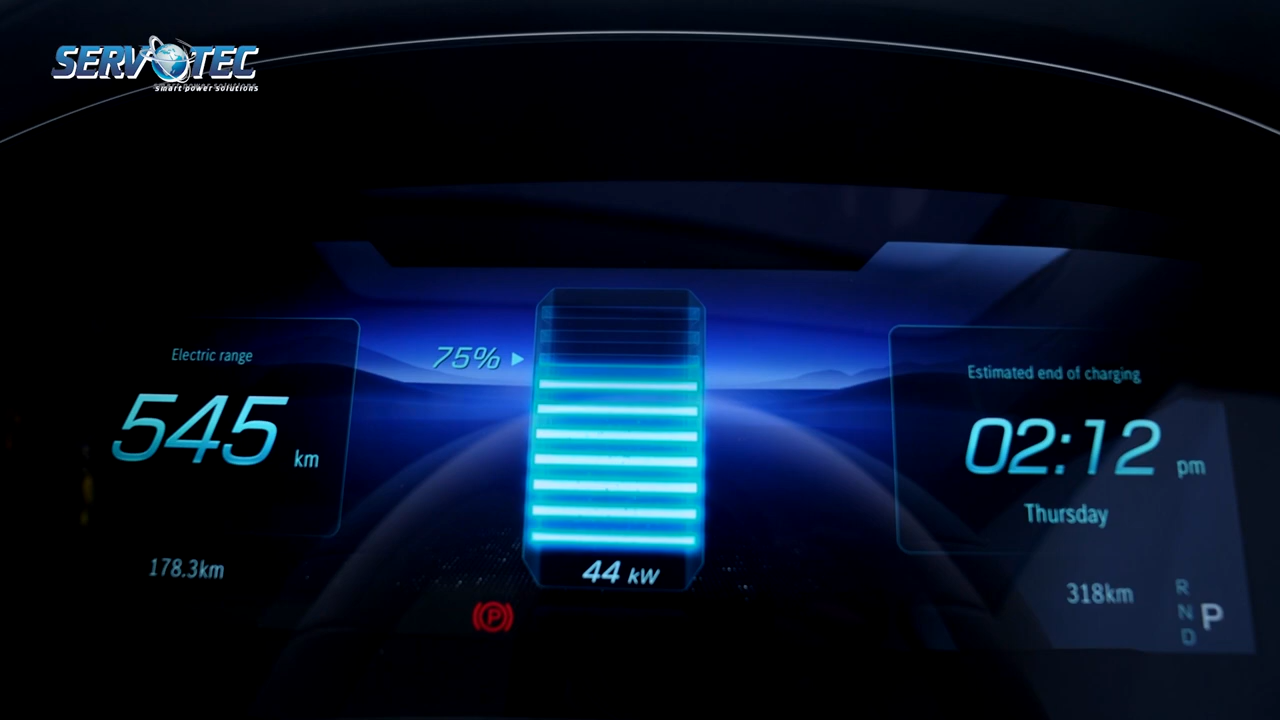 SERVOTEC
smart power solutions
Electric range
545 km
178.3km
75%
44 kW
P
Estimated end of charging
02:12 pm
Thursday
318km
R
N
D
P